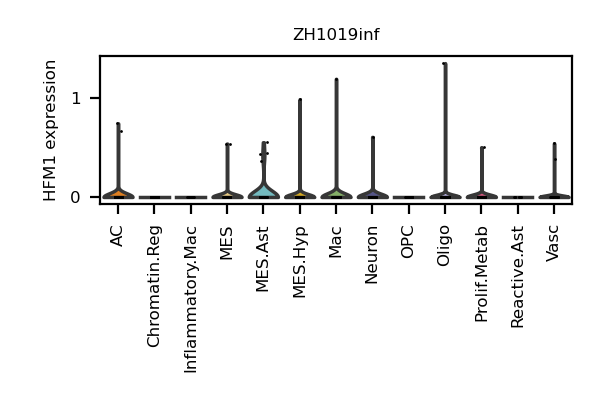 ZH1019inf
HFM1 expression
1
0
AC
Chromatin.Reg
Inflammatory.Mac
MES
MES.Ast
MES.Hyp
Mac
Neuron
OPC
Oligo
Prolif.Metab
Reactive.Ast
Vasc